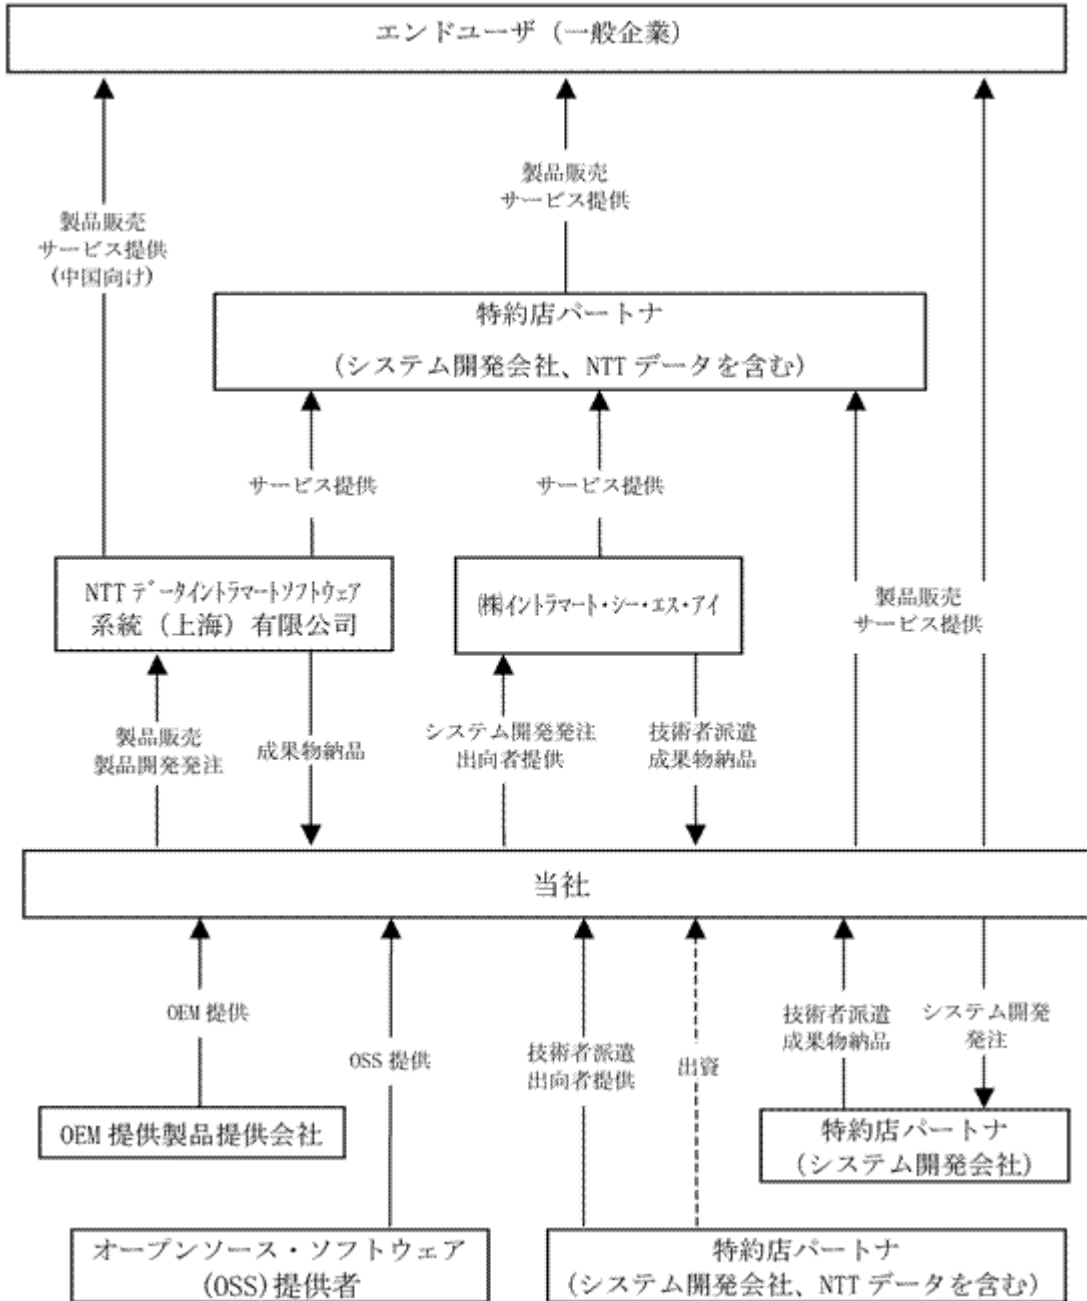 エンドユーザ（一般企業）
製品販売
サービス提供
製品販売
サービス提供
(中国向け)
特約店パートナ
(システム開発会社、NTT データを含む)
サービス提供
サービス提供
NTT データイントラマートソフトウェア
系統（上海）有限公司
㈱イントラマート・シー・エス・アイ
製品販売
サービス提供
製品販売
製品開発発注
成果物納品
システム開発発注
出向者提供
技術者派遣
成果物納品
当社
OEM 提供
OSS 提供
技術者派遣
出向者提供
出資
技術者派遣
成果物納品
システム開発
発注
OEM 提供製品提供会社
特約店パートナ
(システム開発会社)
オープンソース・ソフトウェア
(OSS)提供者
特約店パートナ
(システム開発会社、NTT データを含む)